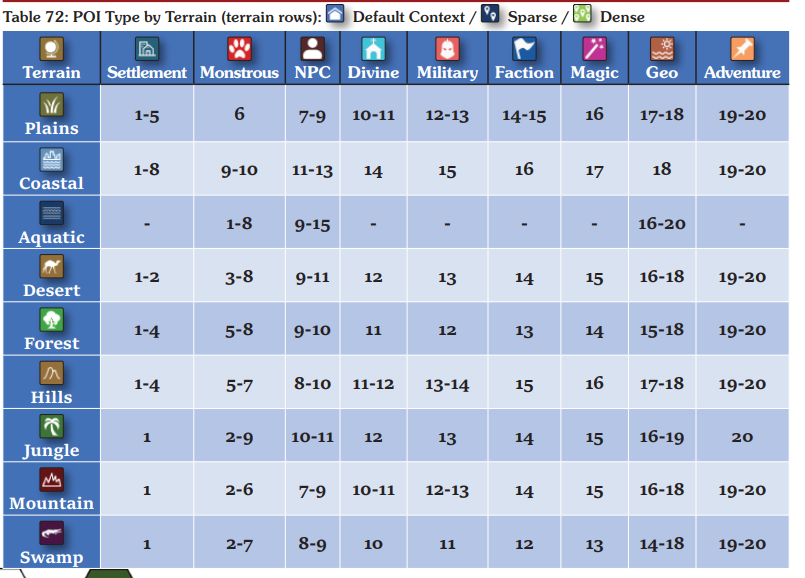 Table 72: POI Type by Terrain (terrain rows): Default Context / Sparse / Dense
Terrain Settlement Monstrous NPC Divine Military Faction Magic Geo Adventure
Plains 1-5 6 7-9 10-11 12-13 14-15 16 17-18 19-20
Coastal 1-8 9-10 11-13 14 15 16 17 18 19-20
Aquatic - 1-8 9-15 - - - - 16-20 -
Desert 1-2 3-8 9-11 12 13 14 15 16-18 19-20
Forest 1-4 5-8 9-10 11 12 13 14 15-18 19-20
Hills 1-4 5-7 8-10 11-12 13-14 15 16 17-18 19-20
Jungle 1 2-9 10-11 12 13 14 15 16-19 20
Mountain 1 2-6 7-9 10-11 12-13 14 15 16-18 19-20
Swamp 1 2-7 8-9 10 11 12 13 14-18 19-20